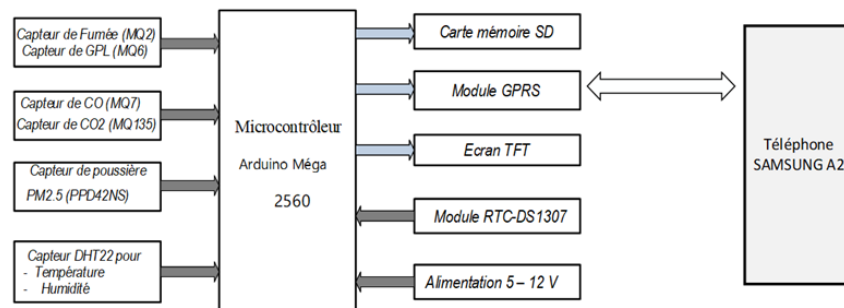 Capteur de Fumée (MQ2)
Capteur de GPL (MQ6)
Capteur de CO (MQ7)
Capteur de CO2 (MQ135)
Capteur de poussière
PM2.5 (PPD42NS)
Capteur DHT22 pour
- Température
- Humidité
Microcontrôleur
Arduino Méga
2560
Carte mémoire SD
Module GPRS
Ecran TFT
Module RTC-DS1307
Alimentation 5 – 12 V
Téléphone
SAMSUNG A2